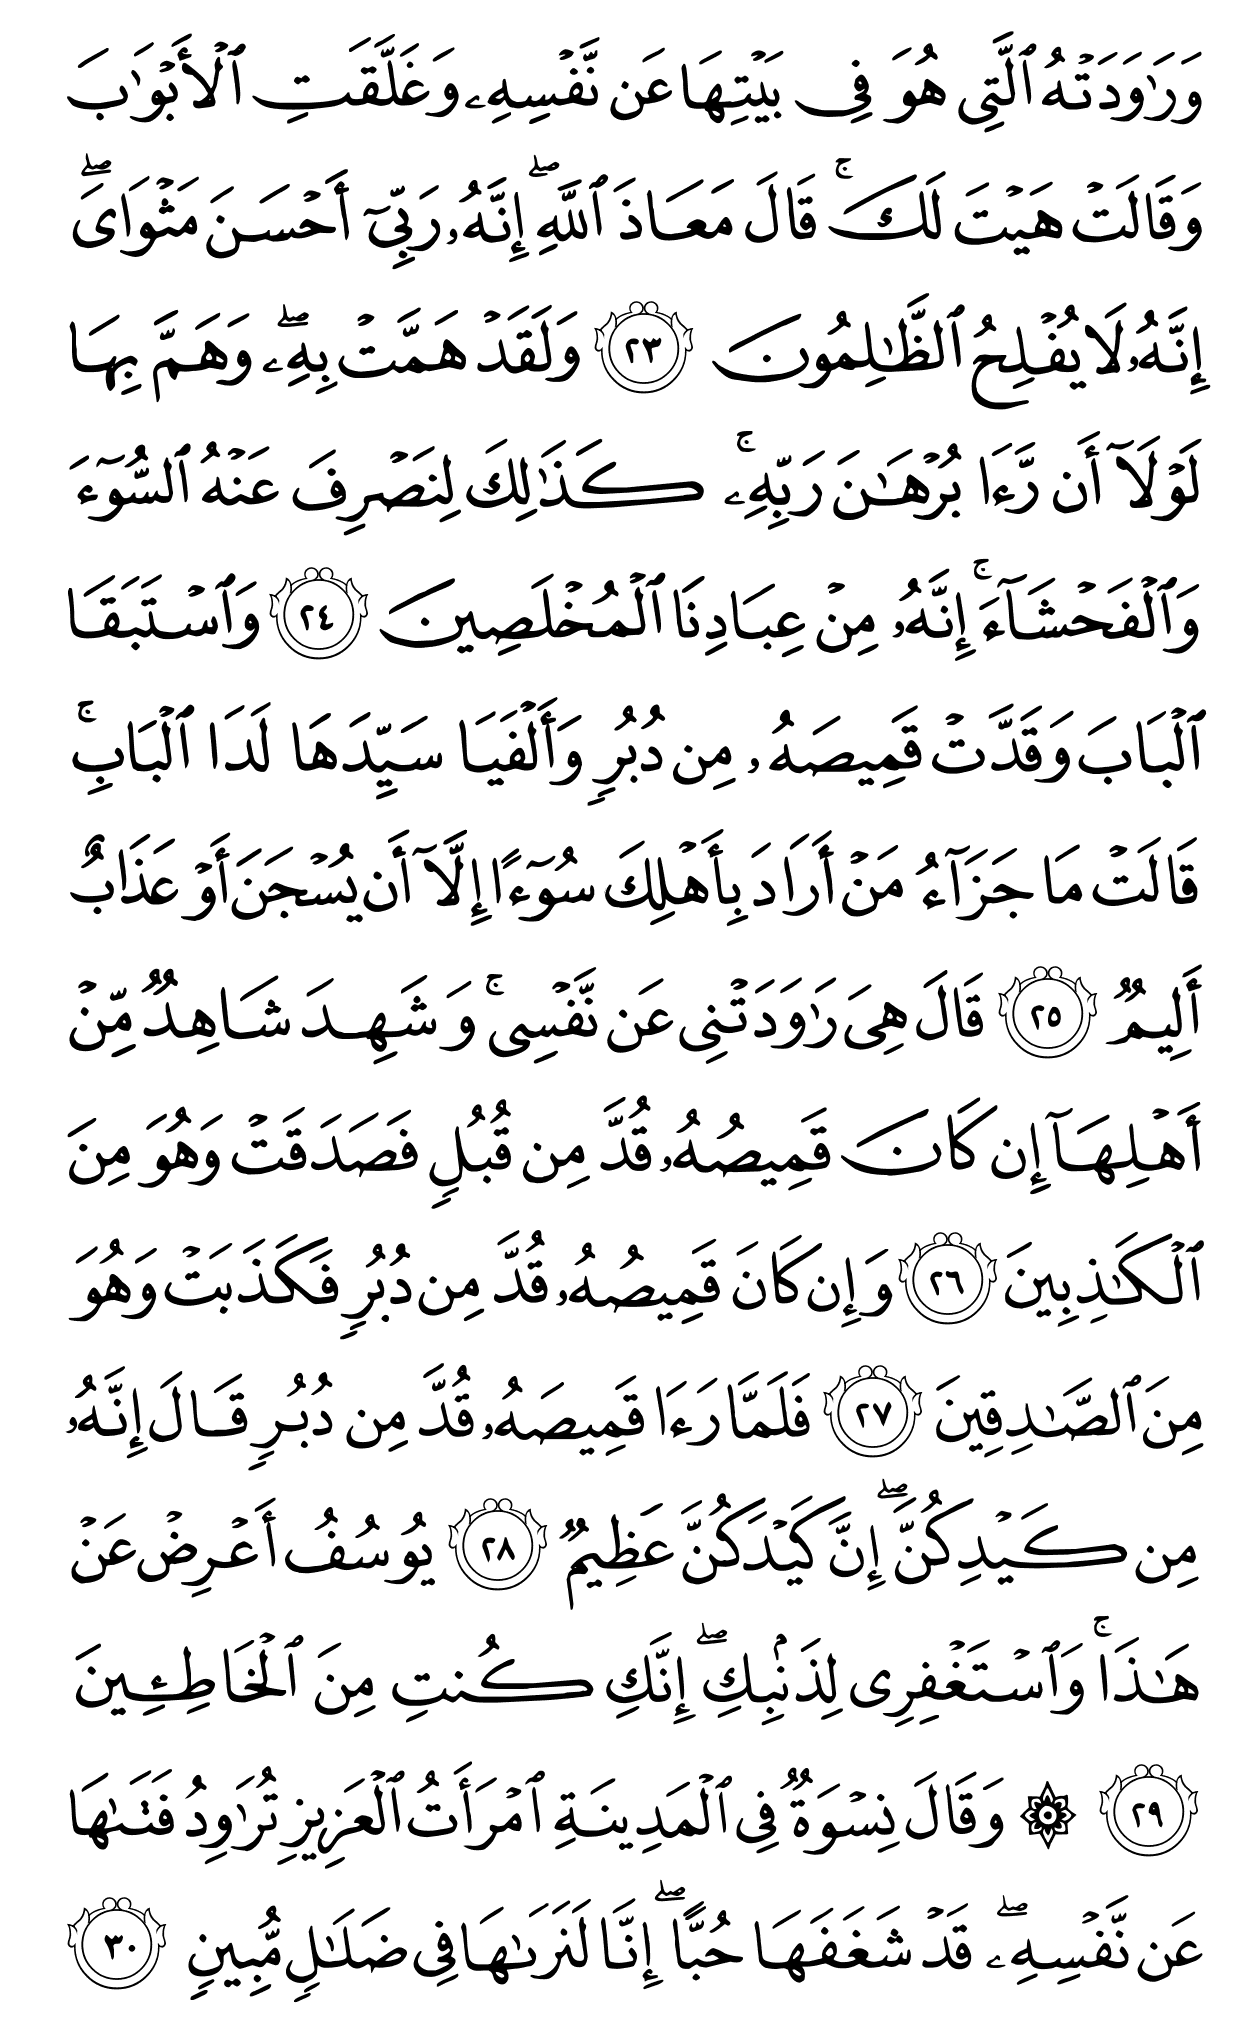 وَرَٰوَدَتۡهُ ٱلَّتِي هُوَ فِي بَيۡتِهَا عَن نَّفۡسِهِۦ وَغَلَّقَتِ ٱلۡأَبۡوَٰبَ
وَقَالَتۡ هَيۡتَ لَكَۚ قَالَ مَعَاذَ ٱللَّهِۖ إِنَّهُۥ رَبِّيٓ أَحۡسَنَ مَثۡوَايَۖ
إِنَّهُۥ لَا يُفۡلِحُ ٱلظَّٰلِمُونَ ٢٣ وَلَقَدۡ هَمَّتۡ بِهِۦۖ وَهَمَّ بِهَا
لَوۡلَآ أَن رَّءَا بُرۡهَٰنَ رَبِّهِۦۚ كَذَٰلِكَ لِنَصۡرِفَ عَنۡهُ ٱلسُّوٓءَ
وَٱلۡفَحۡشَآءَۚ إِنَّهُۥ مِنۡ عِبَادِنَا ٱلۡمُخۡلَصِينَ ٢٤ وَٱسۡتَبَقَا
ٱلۡبَابَ وَقَدَّتۡ قَمِيصَهُۥ مِن دُبُرٖ وَأَلۡفَيَا سَيِّدَهَا لَدَا ٱلۡبَابِۚ
قَالَتۡ مَا جَزَآءُ مَنۡ أَرَادَ بِأَهۡلِكَ سُوٓءًا إِلَّآ أَن يُسۡجَنَ أَوۡ عَذَابٌ
أَلِيمٞ ٢٥ قَالَ هِيَ رَٰوَدَتۡنِي عَن نَّفۡسِيۚ وَشَهِدَ شَاهِدٞ مِّنۡ
أَهۡلِهَآ إِن كَانَ قَمِيصُهُۥ قُدَّ مِن قُبُلٖ فَصَدَقَتۡ وَهُوَ مِنَ
ٱلۡكَٰذِبِينَ ٢٦ وَإِن كَانَ قَمِيصُهُۥ قُدَّ مِن دُبُرٖ فَكَذَبَتۡ وَهُوَ
مِنَ ٱلصَّٰدِقِينَ ٢٧ فَلَمَّا رَءَا قَمِيصَهُۥ قُدَّ مِن دُبُرٖ قَالَ إِنَّهُۥ
مِن كَيۡدِكُنَّۖ إِنَّ كَيۡدَكُنَّ عَظِيمٞ ٢٨ يُوسُفُ أَعۡرِضۡ عَنۡ
هَٰذَاۚ وَٱسۡتَغۡفِرِي لِذَنۢبِكِۖ إِنَّكِ كُنتِ مِنَ ٱلۡخَاطِـِٔينَ
٢٩ ۞ وَقَالَ نِسۡوَةٞ فِي ٱلۡمَدِينَةِ ٱمۡرَأَتُ ٱلۡعَزِيزِ تُرَٰوِدُ فَتَىٰهَا
عَن نَّفۡسِهِۦۖ قَدۡ شَغَفَهَا حُبًّاۖ إِنَّا لَنَرَىٰهَا فِي ضَلَٰلٖ مُّبِينٖ ٣٠